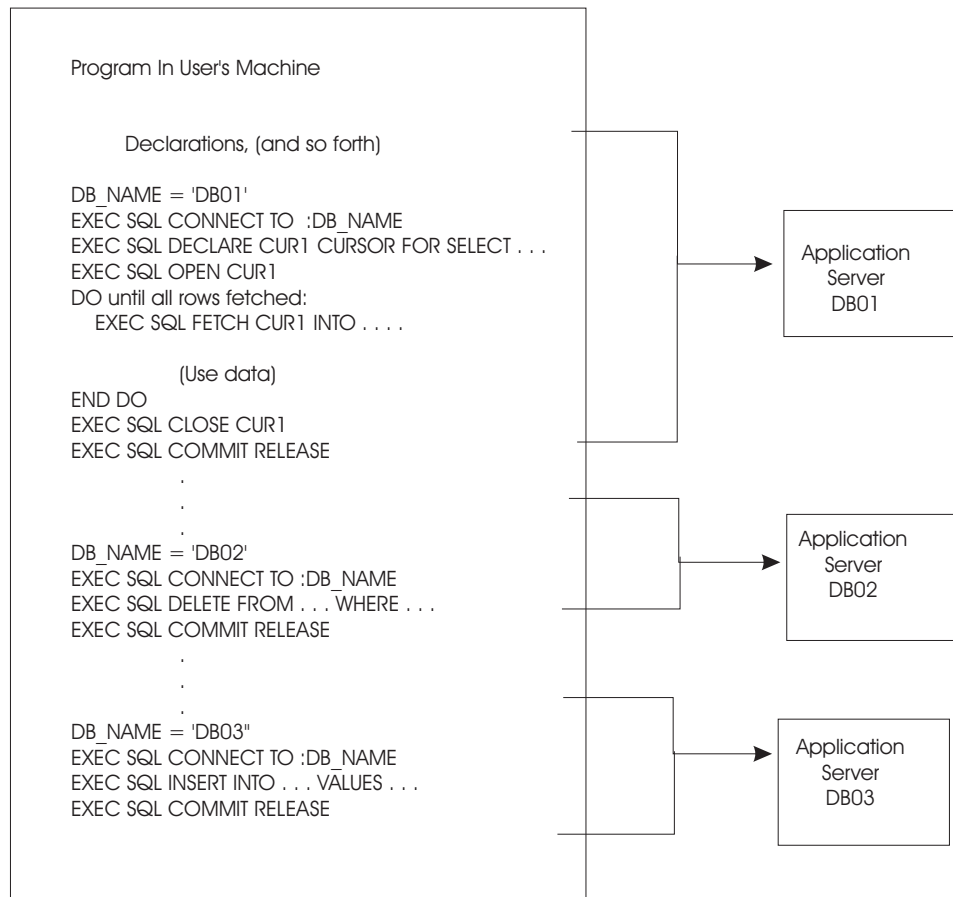 Program In User's Machine
Declarations, (and so forth)
DB_NAME = 'DB01'
EXEC SQL CONNECT TO :DB_NAME
EXEC SQL DECLARE CUR1 CURSOR FOR SELECT . . .
EXEC SQL OPEN CUR1
DO until all rows fetched:
EXEC SQL FETCH CUR1 INTO . . . .
(Use data)
END DO
EXEC SQL CLOSE CUR1
EXEC SQL COMMIT RELEASE
.
.
.
DB_NAME = 'DB02'
EXEC SQL CONNECT TO :DB_NAME
EXEC SQL DELETE FROM . . . WHERE . . .
EXEC SQL COMMIT RELEASE
.
.
.
DB_NAME = 'DB03"
EXEC SQL CONNECT TO :DB_NAME
EXEC SQL INSERT INTO . . . VALUES . . .
EXEC SQL COMMIT RELEASE
Application
Server
DB01
Application
Server
DB02
Application
Server
DB03